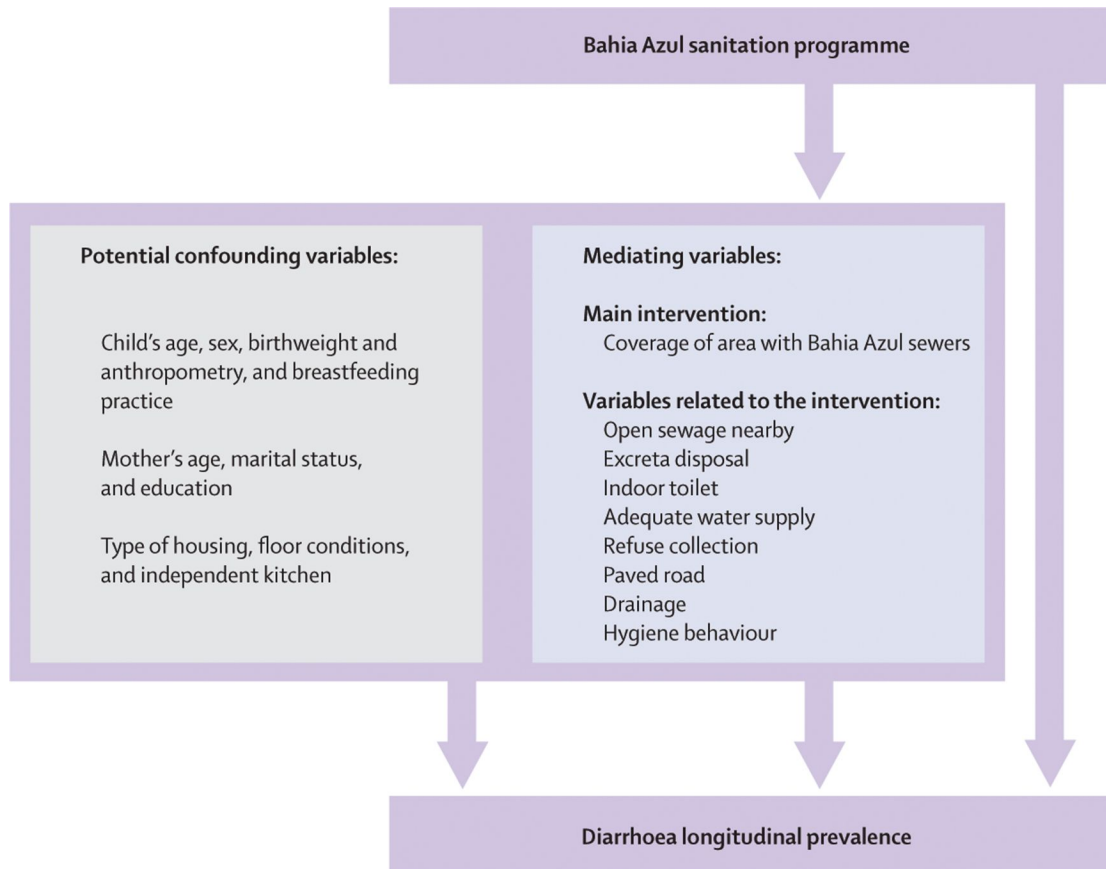 Bahia Azul sanitation programme
Potential confounding variables:
Child’s age, sex, birthweight and
anthropometry, and breastfeeding
practice
Mother’s age, marital status,
and education
Type of housing, floor conditions,
and independent kitchen
Mediating variables:
Main intervention:
Coverage of area with Bahia Azul sewers
Variables related to the intervention:
Open sewage nearby
Excreta disposal
Indoor toilet
Adequate water supply
Refuse collection
Paved road
Drainage
Hygiene behaviour
Diarrhoea longitudinal prevalence